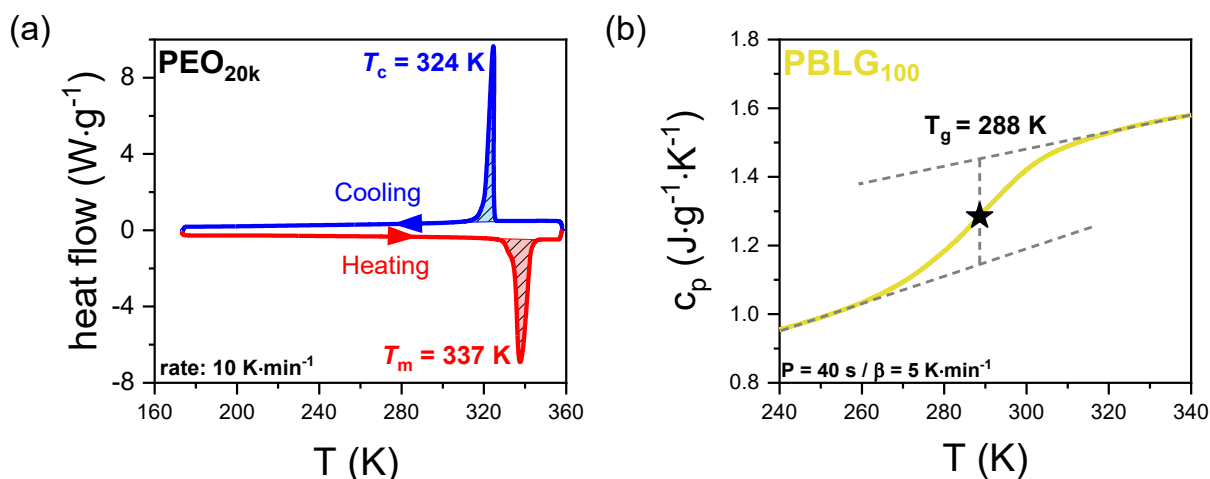 (a)
PEO20k
Tc = 324 K
Cooling
Heating
Tm = 337 K
rate: 10 K·min-1
heat flow (W·g-1)
8
4
0
-4
-8
160 200 240 280 320 360
T (K)
(b)
PBLG100
Tg = 288 K
P = 40 s / β = 5 K·min-1
cp (J·g-1·K-1)
1.8
1.6
1.4
1.2
1.0
0.8
240 260 280 300 320 340
T (K)